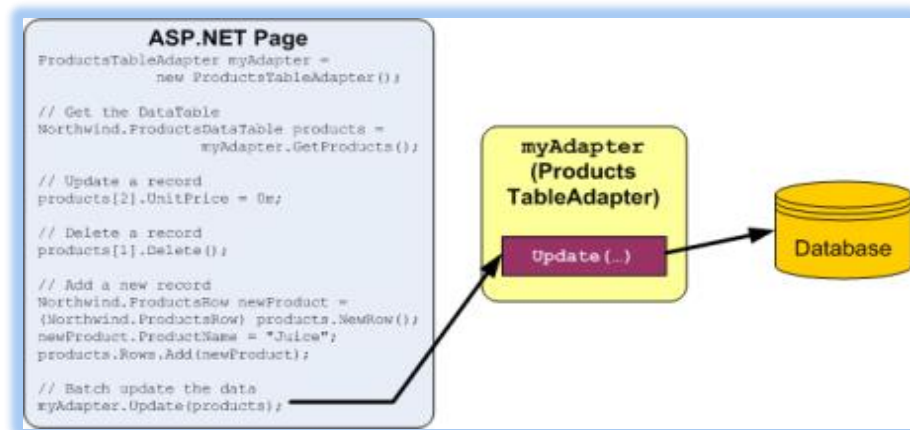 ASP.NET Page
ProductsTableAdapter myAdapter =
new ProductsTableAdapter();
// Get the DataTable
Northwind.ProductsDataTable products =
myAdapter.GetProducts();
// Update a record
products[2].UnitPrice = 0m;
// Delete a record
products[1].Delete();
// Add a new record
Northwind.ProductsRow newProduct =
(Northwind.ProductsRow) products.NewRow();
newProduct.ProductName = "Juice";
products.Rows.Add(newProduct);
// Batch update the data
myAdapter.Update(products);
myAdapter
(Products
TableAdapter)
Update(…)
Database